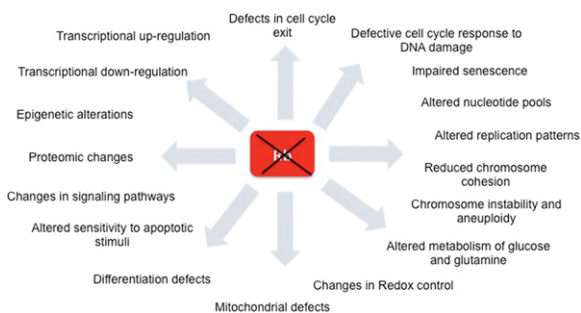 Defects in cell cycle
exit
Transcriptional up-regulation
Defective cell cycle response to
DNA damage
Transcriptional down-regulation
Impaired senescence
Epigenetic alterations
Altered nucleotide pools
Altered replication patterns
Proteomic changes
Rb
Reduced chromosome
cohesion
Changes in signaling pathways
Chromosome instability and
aneuploidy
Altered sensitivity to apoptotic
stimuli
Altered metabolism of glucose
and glutamine
Differentiation defects
Changes in Redox control
Mitochondrial defects